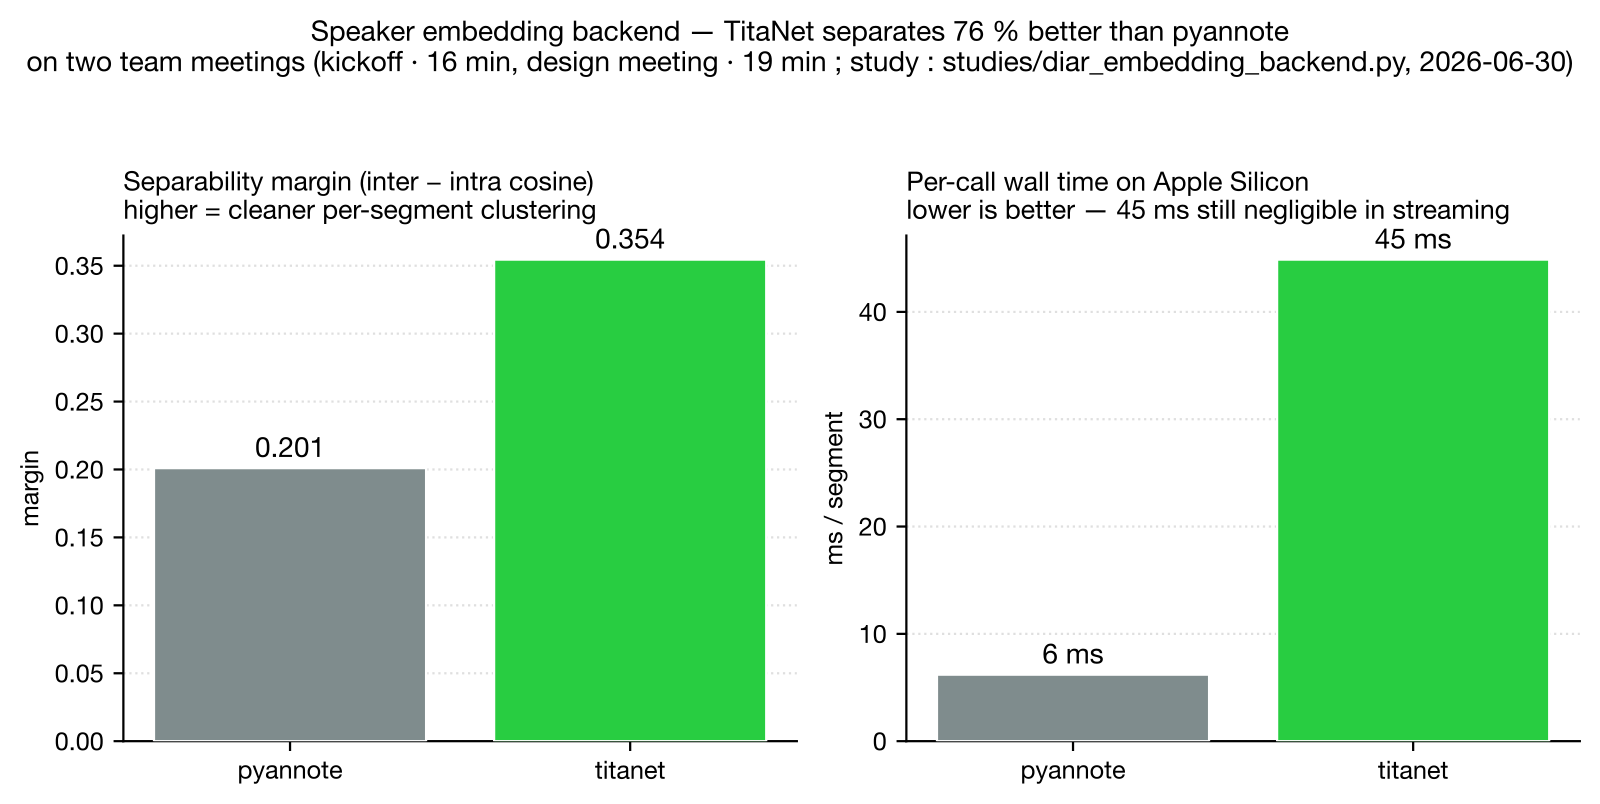 Speaker embedding backend — TitaNet separates 76 % better than pyannote
on two team meetings (kickoff · 16 min, design meeting · 19 min ; study : studies/diar_embedding_backend.py, 2026-06-30)
Separability margin (inter − intra cosine)
higher = cleaner per-segment clustering
0.354
0.35
0.30
0.25
0.201
0.20
0.15
0.10
0.05
0.00
margin
pyannote
titanet
Per-call wall time on Apple Silicon
lower is better — 45 ms still negligible in streaming
45 ms
40
30
20
10
6 ms
0
ms / segment
pyannote
titanet